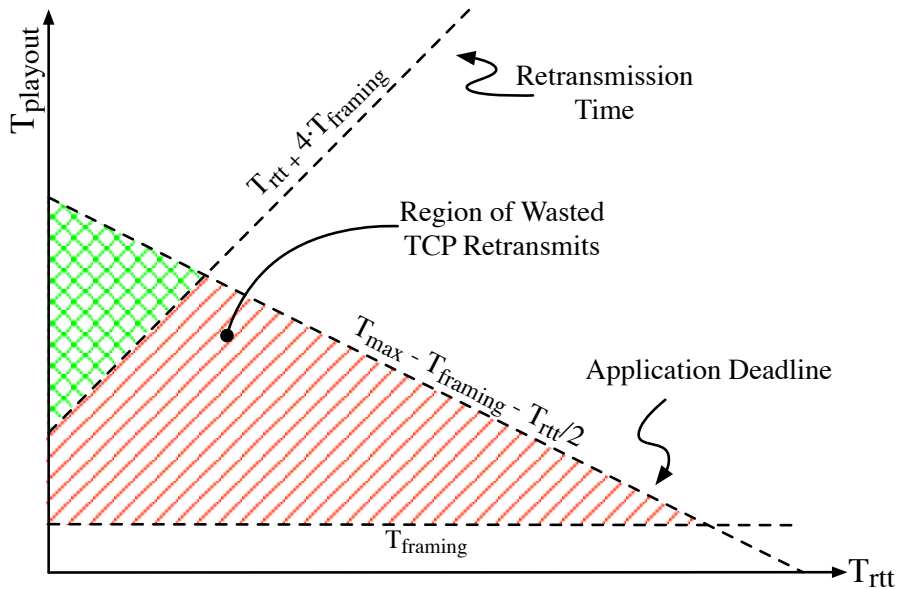 Tplayout
Trtt + 4·Tframing
Retransmission
Time
Region of Wasted
TCP Retransmits
Tmax - Tframing - Trtt/2
Application Deadline
Tframing
Trtt